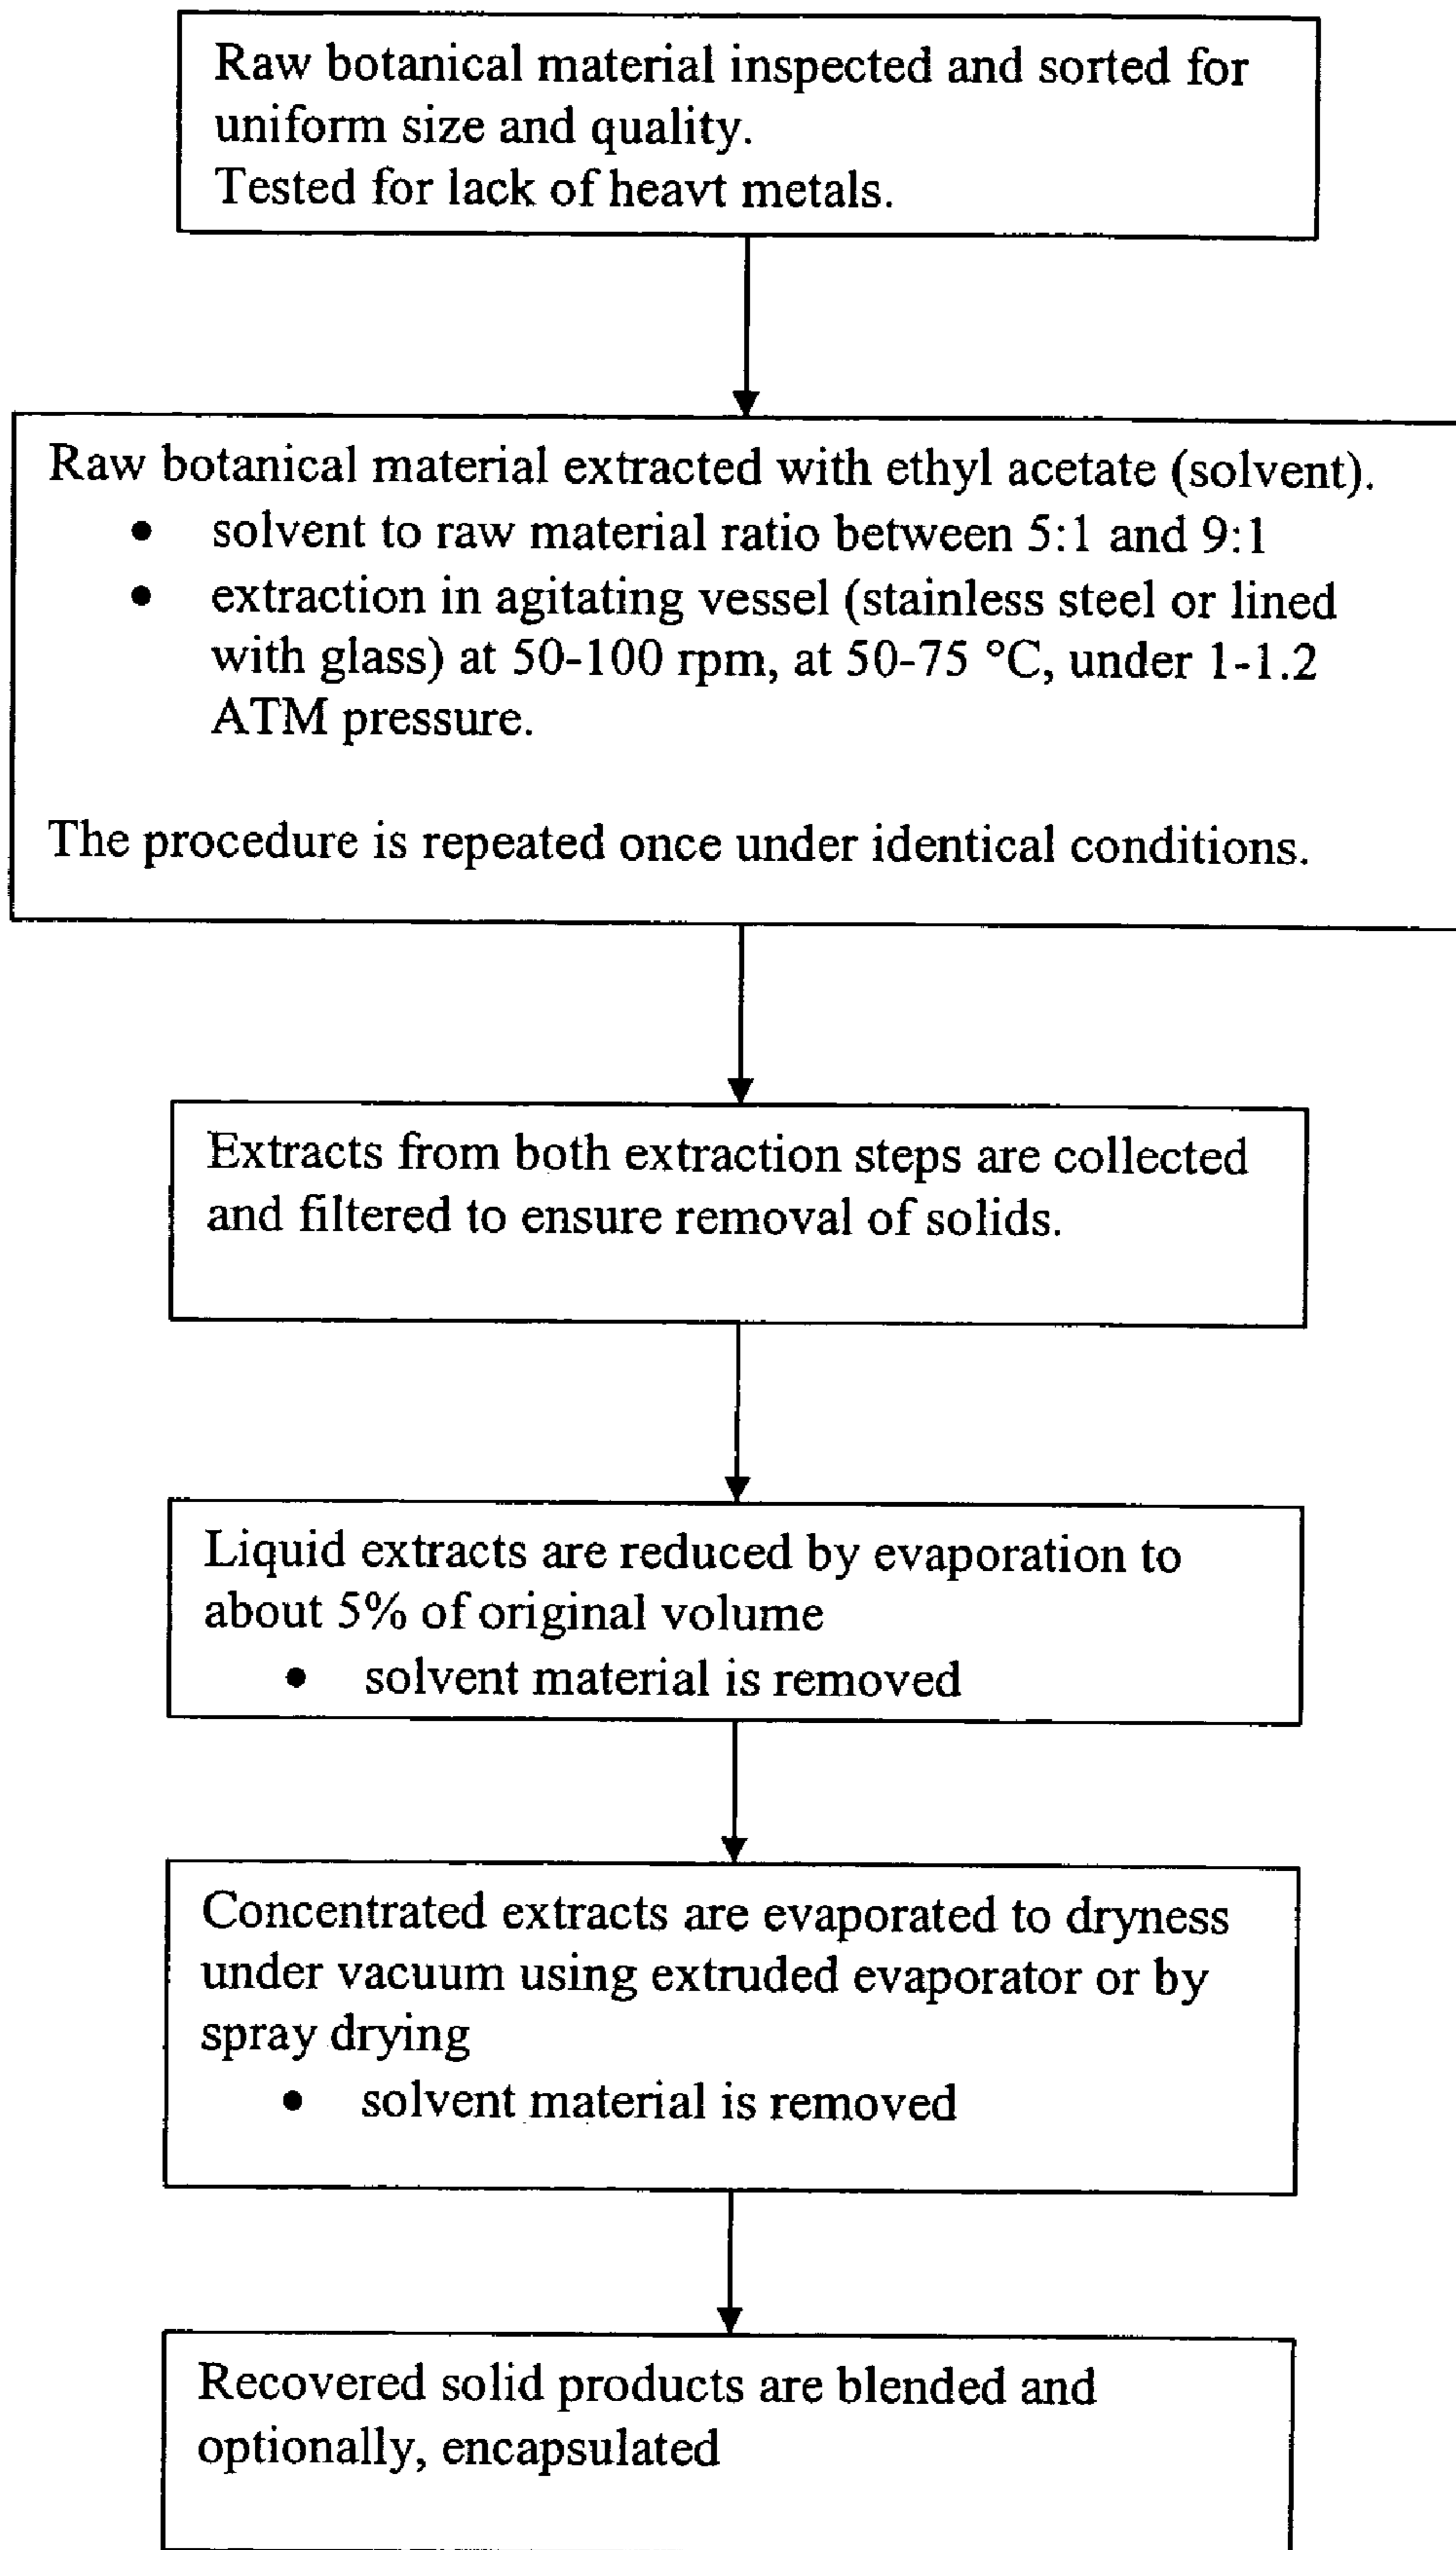 Raw botanical material inspected and sorted for
uniform size and quality.
Tested for lack of heavt metals.
Raw botanical material extracted with ethyl acetate (solvent).
• solvent to raw material ratio between 5:1 and 9:1
• extraction in agitating vessel (stainless steel or lined
with glass) at 50-100 rpm, at 50-75 °C, under 1-1.2
ATM pressure.
The procedure is repeated once under identical conditions.
Extracts from both extraction steps are collected
and filtered to ensure removal of solids.
Liquid extracts are reduced by evaporation to
about 5% of original volume
• solvent material is removed
Concentrated extracts are evaporated to dryness
under vacuum using extruded evaporator or by
spray drying
• solvent material is removed
Recovered solid products are blended and
optionally, encapsulated